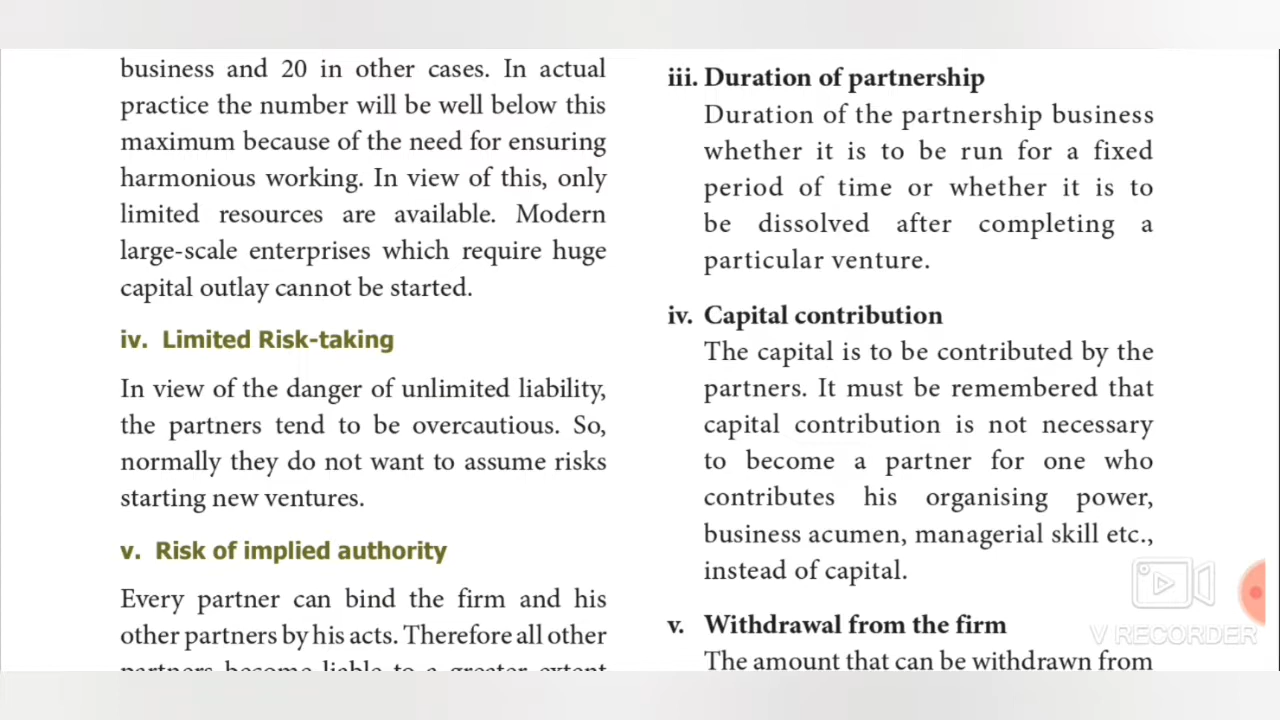 business and 20 in other cases. In actual
practice the number will be well below this
maximum because of the need for ensuring
harmonious working. In view of this, only
limited resources are available. Modern
large-scale enterprises which require huge
capital outlay cannot be started.
iv. Limited Risk-taking
In view of the danger of unlimited liability,
the partners tend to be overcautious. So,
normally they do not want to assume risks
starting new ventures.
v. Risk of implied authority
Every partner can bind the firm and his
other partners by his acts. Therefore all other
partners become liable to a greater extent
iii. Duration of partnership
Duration of the partnership business
whether it is to be run for a fixed
period of time or whether it is to
be dissolved after completing a
particular venture.
iv. Capital contribution
The capital is to be contributed by the
partners. It must be remembered that
capital contribution is not necessary
to become a partner for one who
contributes his organising power,
business acumen, managerial skill etc.,
instead of capital.
v. Withdrawal from the firm
The amount that can be withdrawn from
V RECORDER